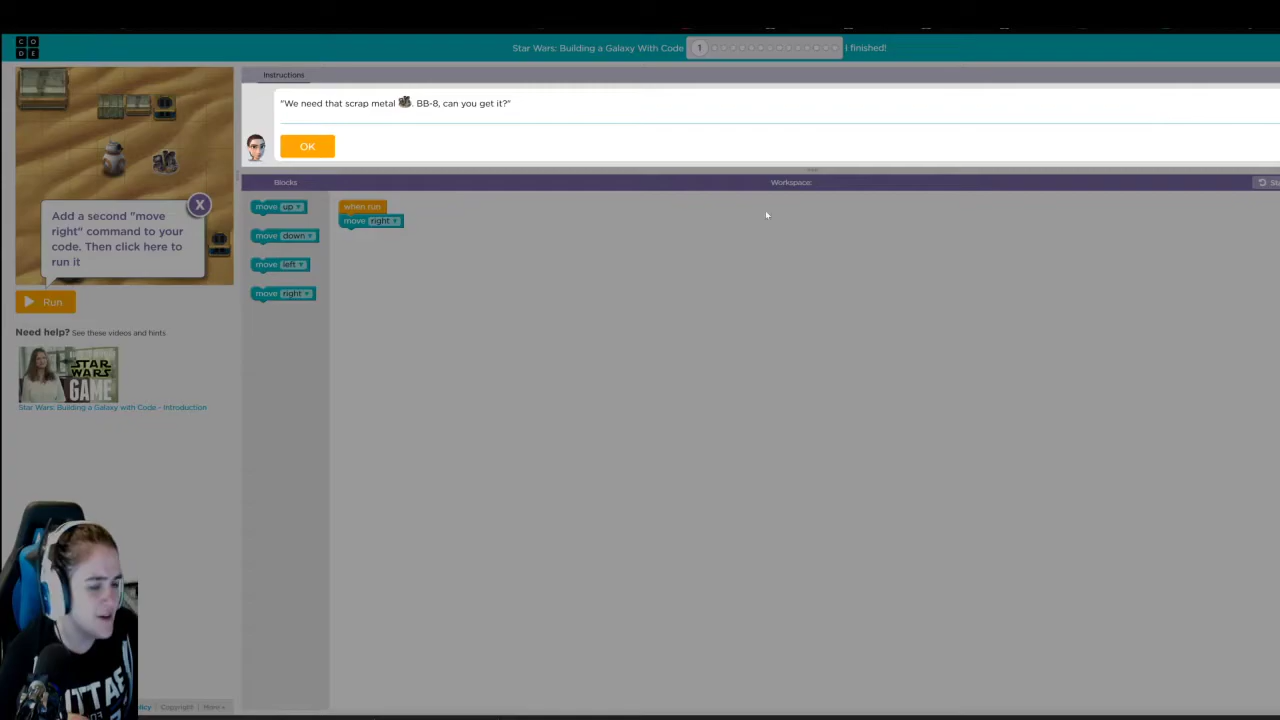 C O
D E
Star Wars: Building a Galaxy With Code
1
I finished!
Instructions
"We need that scrap metal . BB-8, can you get it?"
OK
Blocks
Workspace:
move up
move down
move left
move right
when run
move right
X
Add a second "move
right" command to your
code. Then click here to
run it
Run
Need help? See these videos and hints
STAR
WARS
GAME
Star Wars: Building a Galaxy with Code - Introduction
Copyright
More